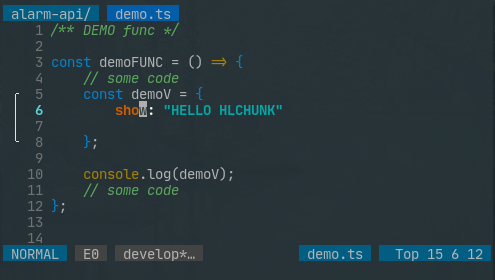 alarm-api/ demo.ts
1 /** DEMO func */
2
3 const demoFUNC = () => {
4 // some code
5 const demoV = {
6 show: "HELLO HLCHUNK"
7
8 };
9
10 console.log(demoV);
11 // some code
12 };
13
14
NORMAL E0 develop*… demo.ts Top 15 6 12